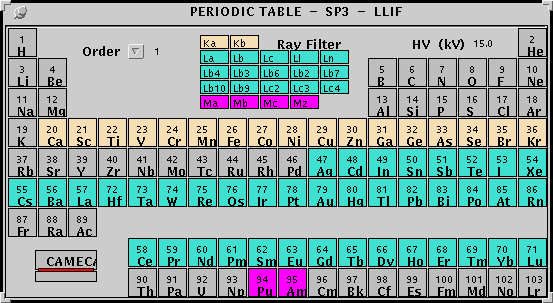 PERIODIC TABLE - SP3 - LLIF
Order 1
Ka Kb
Ray Filter
HV (kV) 15.0
La Lb Lc Ll Ln
Lb4 Lb3 Lb6 Lb2 Lb7
Lb10 Lb9 Lc2 Lc3 Lc4
Ma Mb Mc Mz
1 2
H He
3 4 5 6 7 8 9 10
Li Be B C N O F Ne
11 12 13 14 15 16 17 18
Na Mg Al Si P S Cl Ar
19 20 21 22 23 24 25 26 27 28 29 30 31 32 33 34 35 36
K Ca Sc Ti V Cr Mn Fe Co Ni Cu Zn Ga Ge As Se Br Kr
37 38 39 40 41 42 43 44 45 46 47 48 49 50 51 52 53 54
Rb Sr Y Zr Nb Mo Tc Ru Rh Pd Ag Cd In Sn Sb Te I Xe
55 56 57 72 73 74 75 76 77 78 79 80 81 82 83 84 85 86
Cs Ba La Hf Ta W Re Os Ir Pt Au Hg Tl Pb Bi Po At Rn
87 88 89
Fr Ra Ac
CAMECA
58 59 60 61 62 63 64 65 66 67 68 69 70 71
Ce Pr Nd Pm Sm Eu Gd Tb Dy Ho Er Tm Yb Lu
90 91 92 93 94 95 96 97 98 99 100 101 102 103
Th Pa U Np Pu Am Cm Bk Cf Es Fm Md No Lr